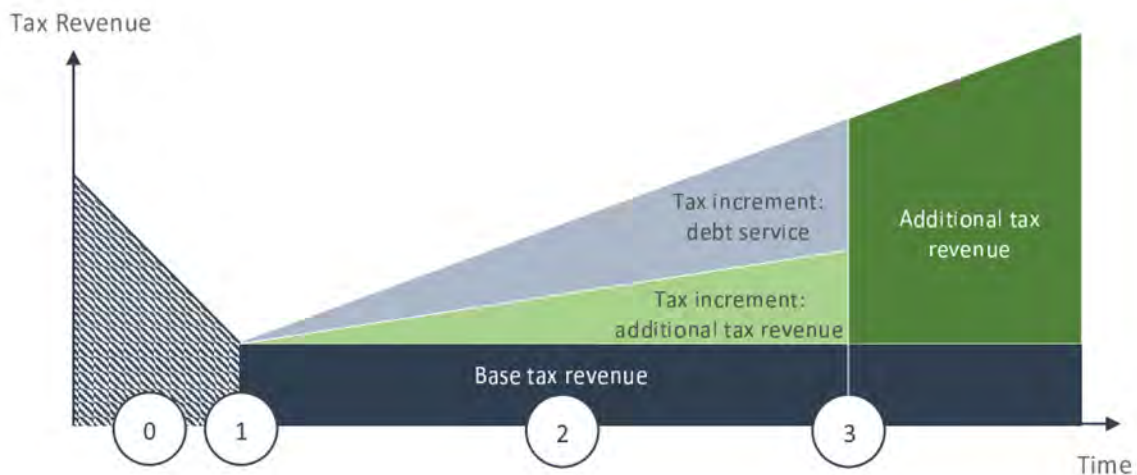 Tax Revenue
Tax increment:
debt service
Additional tax
revenue
Tax increment:
additional tax revenue
Base tax revenue
0
1
2
3
Time